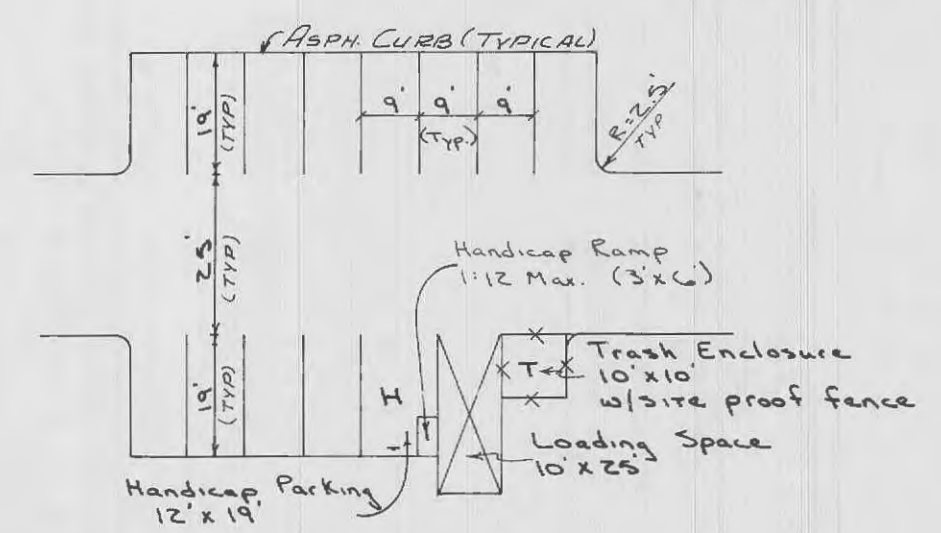 ASPH. CURB (TYPICAL)
19'
(TYP)
9'
9'
9'
(TYP.)
R=2.5'
TYP
25'
(TYP)
Handicap Ramp
1:12 Max. (3'x6')
19'
(TYP)
H
T
Trash Enclosure
10'x10'
w/site proof fence
Loading Space
10'x25'
Handicap Parking
12'x19'